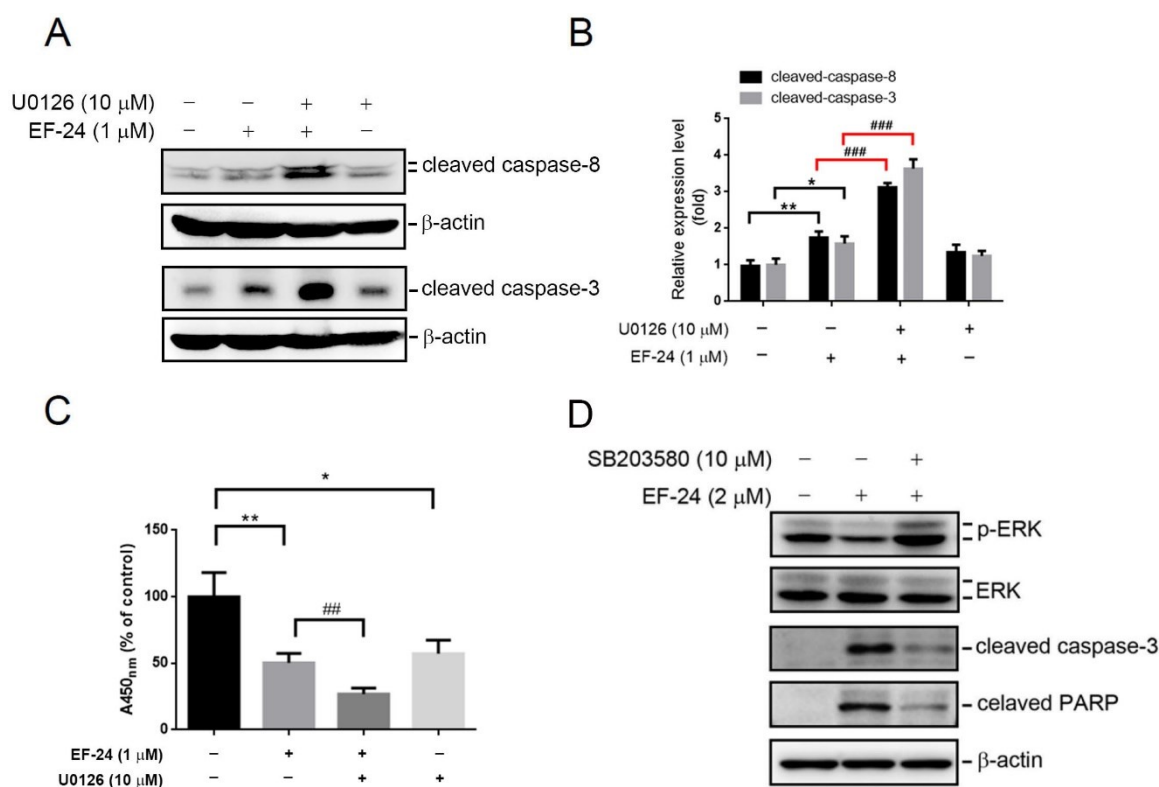 A
U0126 (10 μM) – – + +
EF-24 (1 μM) – + + –
cleaved caspase-8
β-actin
cleaved caspase-3
β-actin
B
cleaved-caspase-8
cleaved-caspase-3
Relative expression level
(fold)
5
4
3
2
1
0
###
###
*
**
U0126 (10 μM) – – + +
EF-24 (1 μM) – + + –
C
A450nm (% of control)
150
100
50
0
*
**
##
EF-24 (1 μM) – + + –
U0126 (10 μM) – – + +
D
SB203580 (10 μM) – – +
EF-24 (2 μM) – + +
p-ERK
ERK
cleaved caspase-3
celaved PARP
β-actin